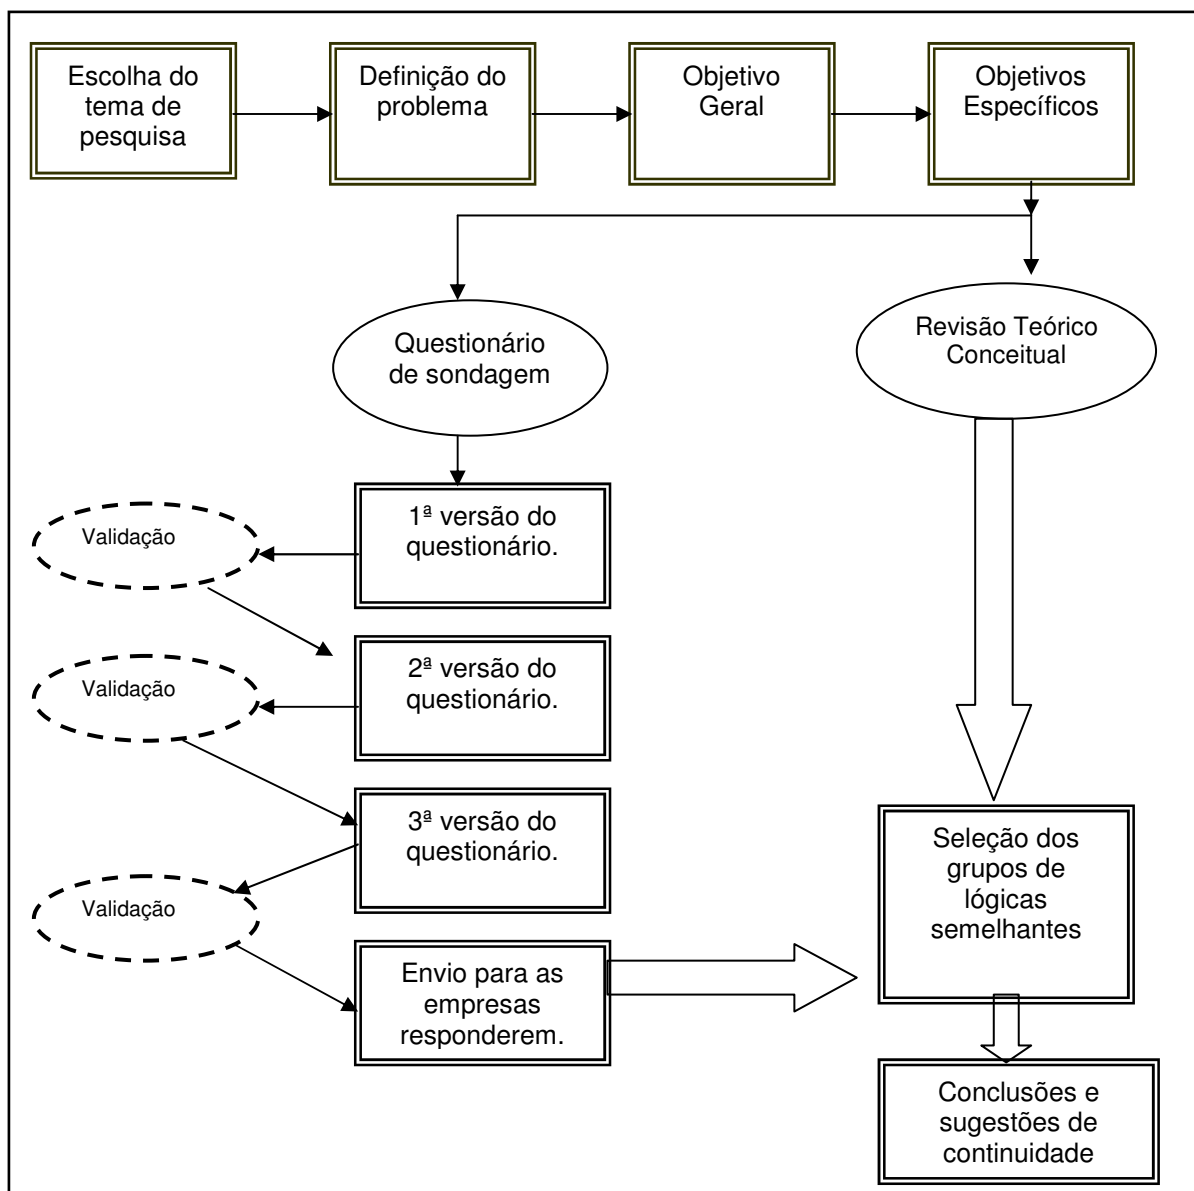 Escolha do
tema de
pesquisa
Definição do
problema
Objetivo
Geral
Objetivos
Específicos
Questionário
de sondagem
Revisão Teórico
Conceitual
1ª versão do
questionário.
Validação
2ª versão do
questionário.
Validação
3ª versão do
questionário.
Validação
Envio para as
empresas
responderem.
Seleção dos
grupos de
lógicas
semelhantes
Conclusões e
sugestões de
continuidade